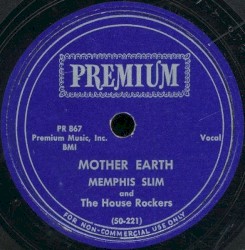 PREMIUM
PR 867
Premium Music, Inc.
BMI
Vocal
MOTHER EARTH
MEMPHIS SLIM
and
The House Rockers
(50-221)
FOR NON-COMMERCIAL USE ONLY